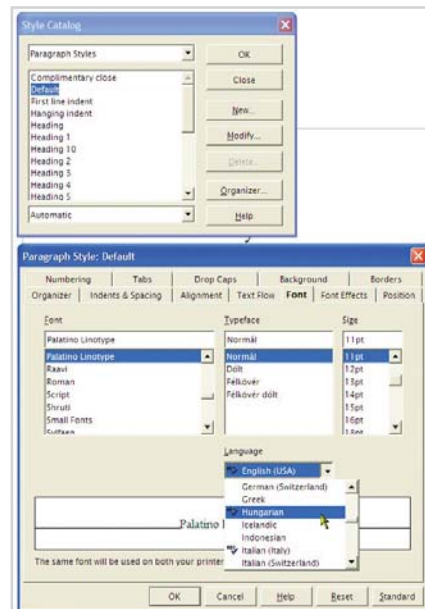 Style Catalog
Paragraph Styles
OK
Complimentary close
Close
Default
First line indent
Hanging indent
New...
Heading
Heading 1
Modify...
Heading 10
Heading 2
Delete...
Heading 3
Heading 4
Organizer...
Heading 5
Automatic
Help
Paragraph Style: Default
Numbering Tabs Drop Caps Background Borders
Organizer Indents & Spacing Alignment Text Flow Font Font Effects Position
Font Typeface Size
Palatino Linotype Normál 11pt
Palatino Linotype Normál 11pt
Raavi Dőlt 12pt
Roman Félkövér 13pt
Script Félkövér dőlt 14pt
Shruti 15pt
Small Fonts 16pt
Sylfaen 18pt
Language
English (USA)
German (Switzerland)
Greek
Hungarian
Icelandic
Palatino
Indonesian
Italian (Italy)
The same font will be used on both your printer
Italian (Switzerland)
OK Cancel Help Reset Standard